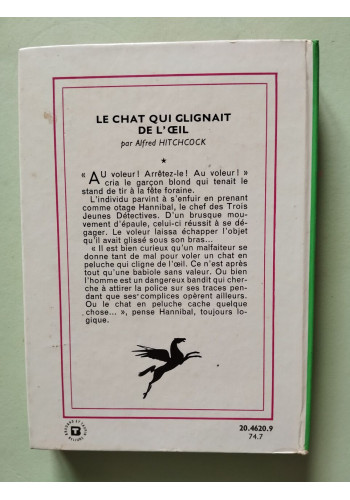 LE CHAT QUI GLIGNAIT
DE L'ŒIL
par Alfred HITCHCOCK
★
« AU voleur ! Arrêtez-le ! Au voleur ! »
cria le garçon blond qui tenait le
stand de tir à la fête foraine.
L'individu parvint à s'enfuir en prenant
comme otage Hannibal, le chef des Trois
Jeunes Détectives. D'un brusque mou-
vement d'épaule, celui-ci réussit à se dé-
gager. Le voleur laissa échapper l'objet
qu'il avait glissé sous son bras...
« Il est bien curieux qu'un malfaiteur se
donne tant de mal pour voler un chat en
peluche qui cligne de l'œil. Ce n'est après
tout qu'une babiole sans valeur. Ou bien
l'homme est un dangereux bandit qui cher-
che à attirer la police sur ses traces pen-
dant que ses complices opèrent ailleurs.
Ou le chat en peluche cache quelque
chose... », pense Hannibal, toujours lo-
gique.
20.4620.9
74.7